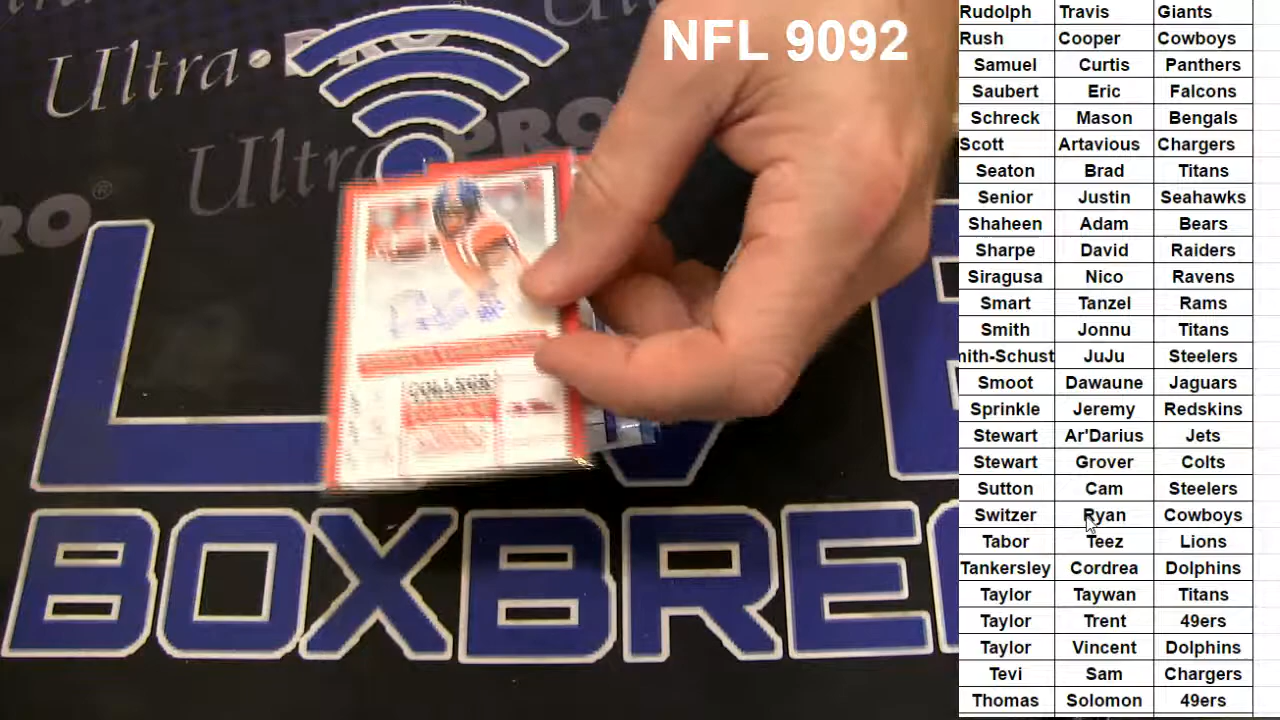 NFL 9092
Ultra•PRO
Ultra PRO®
PRO®
BOXBRE
Rudolph Travis Giants
Rush Cooper Cowboys
Samuel Curtis Panthers
Saubert Eric Falcons
Schreck Mason Bengals
Scott Artavious Chargers
Seaton Brad Titans
Senior Justin Seahawks
Shaheen Adam Bears
Sharpe David Raiders
Siragusa Nico Ravens
Smart Tanzel Rams
Smith Jonnu Titans
ith-Schust JuJu Steelers
Smoot Dawaune Jaguars
Sprinkle Jeremy Redskins
Stewart Ar'Darius Jets
Stewart Grover Colts
Sutton Cam Steelers
Switzer Ryan Cowboys
Tabor Teez Lions
Tankersley Cordrea Dolphins
Taylor Taywan Titans
Taylor Trent 49ers
Taylor Vincent Dolphins
Tevi Sam Chargers
Thomas Solomon 49ers